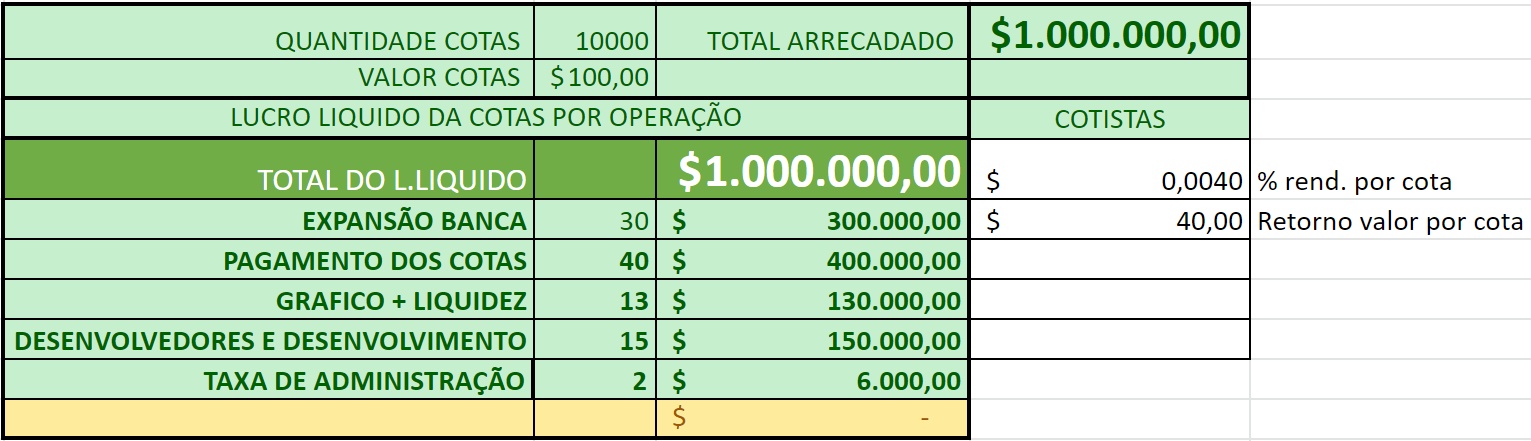 QUANTIDADE COTAS 10000 TOTAL ARRECADADO $1.000.000,00
VALOR COTAS $100,00
LUCRO LIQUIDO DA COTAS POR OPERAÇÃO COTISTAS
TOTAL DO L.LIQUIDO $1.000.000,00 $ 0,0040 % rend. por cota
EXPANSÃO BANCA 30 $ 300.000,00 $ 40,00 Retorno valor por cota
PAGAMENTO DOS COTAS 40 $ 400.000,00
GRAFICO + LIQUIDEZ 13 $ 130.000,00
DESENVOLVEDORES E DESENVOLVIMENTO 15 $ 150.000,00
TAXA DE ADMINISTRAÇÃO 2 $ 6.000,00
$ -